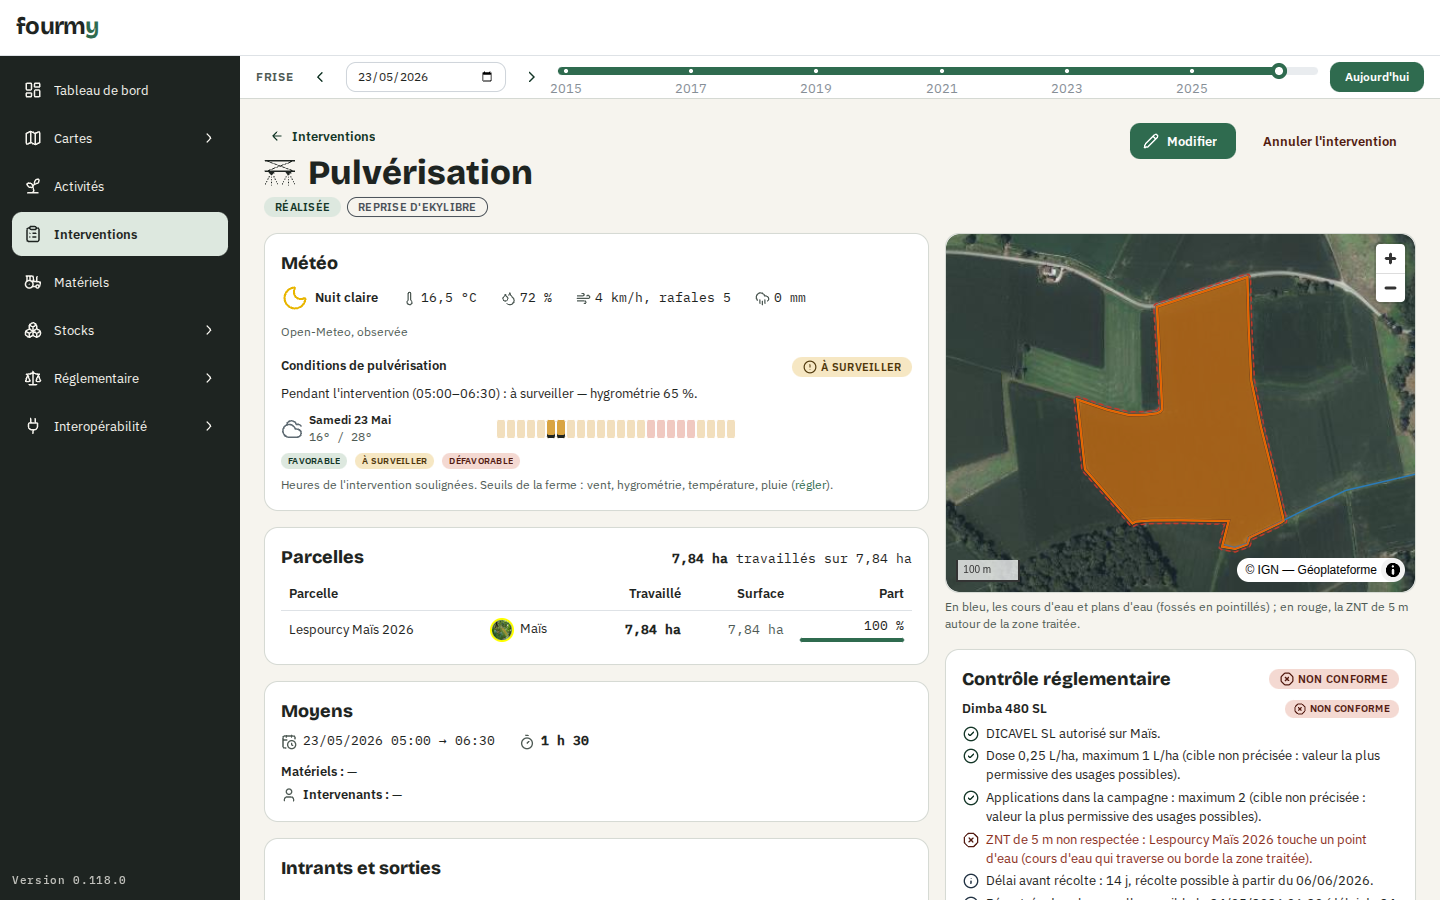 fourmy
FRISE
23/05/2026
2015
2017
2019
2021
2023
2025
Aujourd'hui
Tableau de bord
Cartes
Activités
Interventions
Matériels
Stocks
Réglementaire
Interopérabilité
Version 0.118.0
Interventions
Modifier
Annuler l'intervention
Pulvérisation
RÉALISÉE
REPRISE D'EKYLIBRE
Météo
Nuit claire
16,5 °C
72 %
4 km/h, rafales 5
0 mm
Open-Meteo, observée
Conditions de pulvérisation
À SURVEILLER
Pendant l'intervention (05:00–06:30) : à surveiller — hygrométrie 65 %.
Samedi 23 Mai
16° / 28°
FAVORABLE
À SURVEILLER
DÉFAVORABLE
Heures de l'intervention soulignées. Seuils de la ferme : vent, hygrométrie, température, pluie (régler).
Parcelles
7,84 ha travaillés sur 7,84 ha
Parcelle
Travaillé
Surface
Part
Lespourcy Maïs 2026
Maïs
7,84 ha
7,84 ha
100 %
Moyens
23/05/2026 05:00 → 06:30
1 h 30
Matériels : —
Intervenants : —
Intrants et sorties
100 m
© IGN — Géoplateforme
En bleu, les cours d'eau et plans d'eau (fossés en pointillés) ; en rouge, la ZNT de 5 m
autour de la zone traitée.
Contrôle réglementaire
NON CONFORME
Dimba 480 SL
NON CONFORME
DICAVEL SL autorisé sur Maïs.
Dose 0,25 L/ha, maximum 1 L/ha (cible non précisée : valeur la plus
permissive des usages possibles).
Applications dans la campagne : maximum 2 (cible non précisée :
valeur la plus permissive des usages possibles).
ZNT de 5 m non respectée : Lespourcy Maïs 2026 touche un point
d'eau (cours d'eau qui traverse ou borde la zone traitée).
Délai avant récolte : 14 j, récolte possible à partir du 06/06/2026.